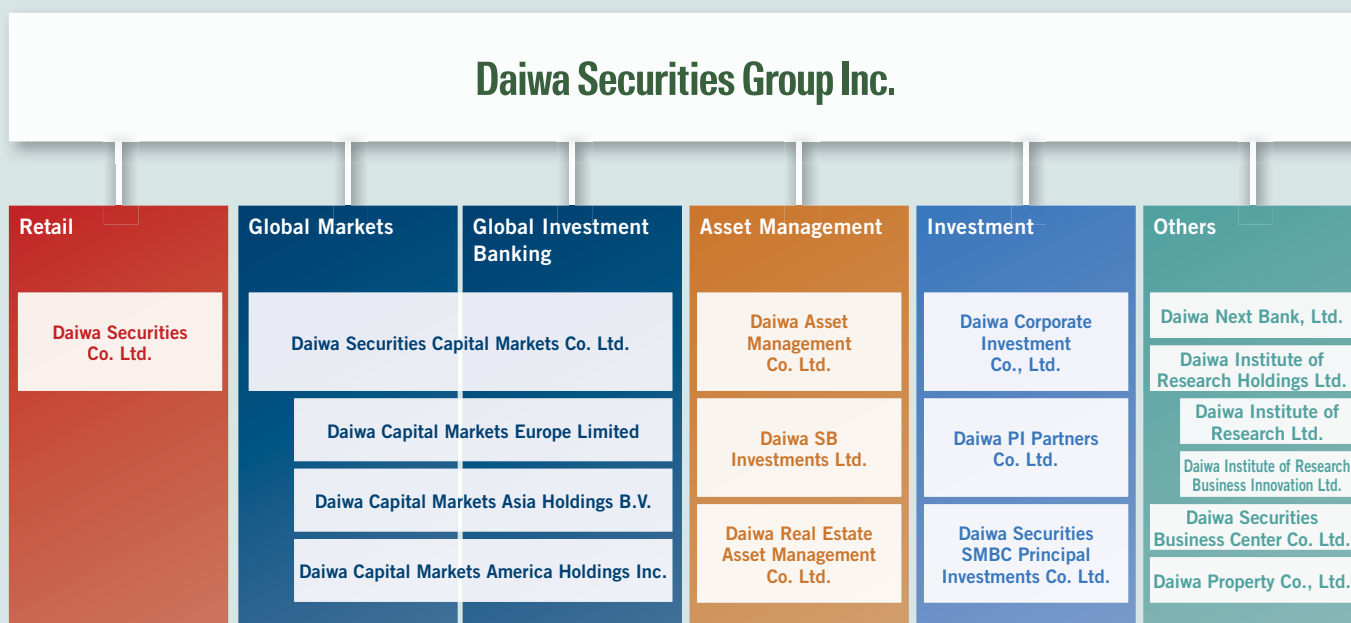 Daiwa Securities Group Inc.
Retail
Daiwa Securities
Co. Ltd.
Global Markets
Global Investment
Banking
Daiwa Securities Capital Markets Co. Ltd.
Daiwa Capital Markets Europe Limited
Daiwa Capital Markets Asia Holdings B.V.
Daiwa Capital Markets America Holdings Inc.
Asset Management
Daiwa Asset
Management
Co. Ltd.
Daiwa SB
Investments Ltd.
Daiwa Real Estate
Asset Management
Co. Ltd.
Investment
Daiwa Corporate
Investment
Co., Ltd.
Daiwa PI Partners
Co. Ltd.
Daiwa Securities
SMBC Principal
Investments Co. Ltd.
Others
Daiwa Next Bank, Ltd.
Daiwa Institute of
Research Holdings Ltd.
Daiwa Institute of
Research Ltd.
Daiwa Institute of Research
Business Innovation Ltd.
Daiwa Securities
Business Center Co. Ltd.
Daiwa Property Co., Ltd.